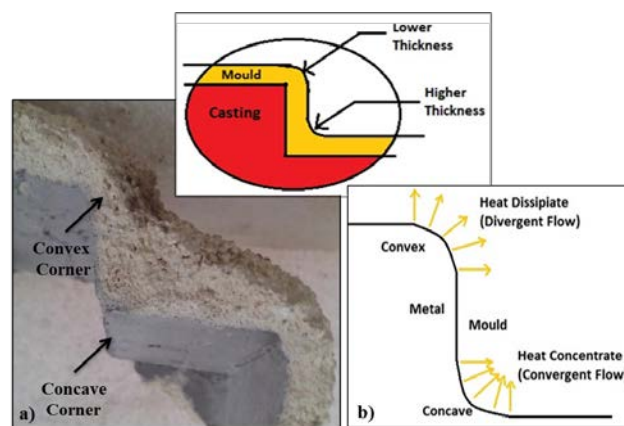 Lower
Thickness
Mould
Higher
Thickness
Casting
Convex
Corner
Concave
Corner
a)
Heat Dissipiate
(Divergent Flow)
Convex
Metal
Mould
Heat Concentrate
(Convergent Flow)
Concave
b)